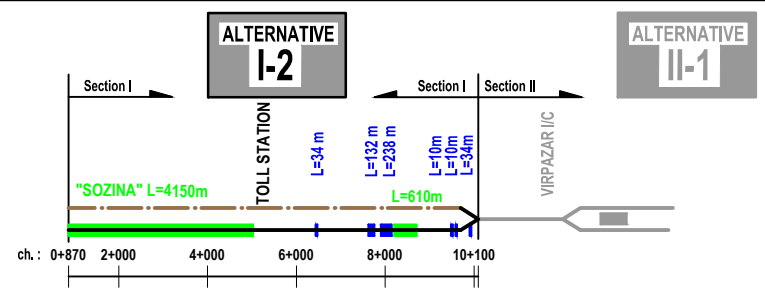 ALTERNATIVE
I-2
ALTERNATIVE
II-1
Section I
Section I
Section II
TOLL STATION
L=34 m
L=132 m
L=238 m
L=10m
L=10m
L=34m
VIRPAZAR I/C
"SOZINA" L=4150m
L=610m
ch. : 0+870 2+000 4+000 6+000 8+000 10+100